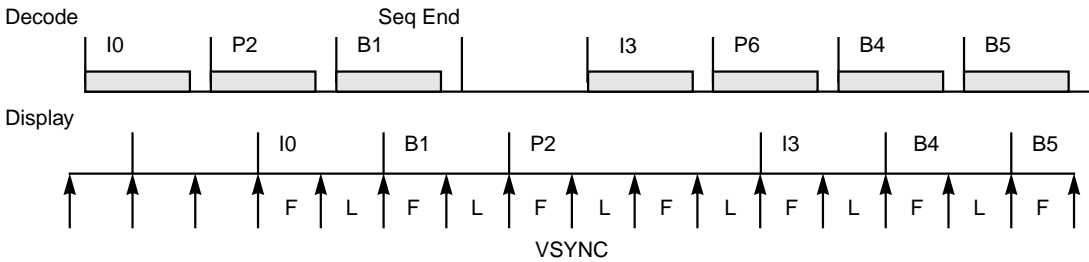 Decode Seq End
I0 P2 B1 I3 P6 B4 B5
Display
I0 B1 P2 I3 B4 B5
F L F L F L F L F L F L F
VSYNC